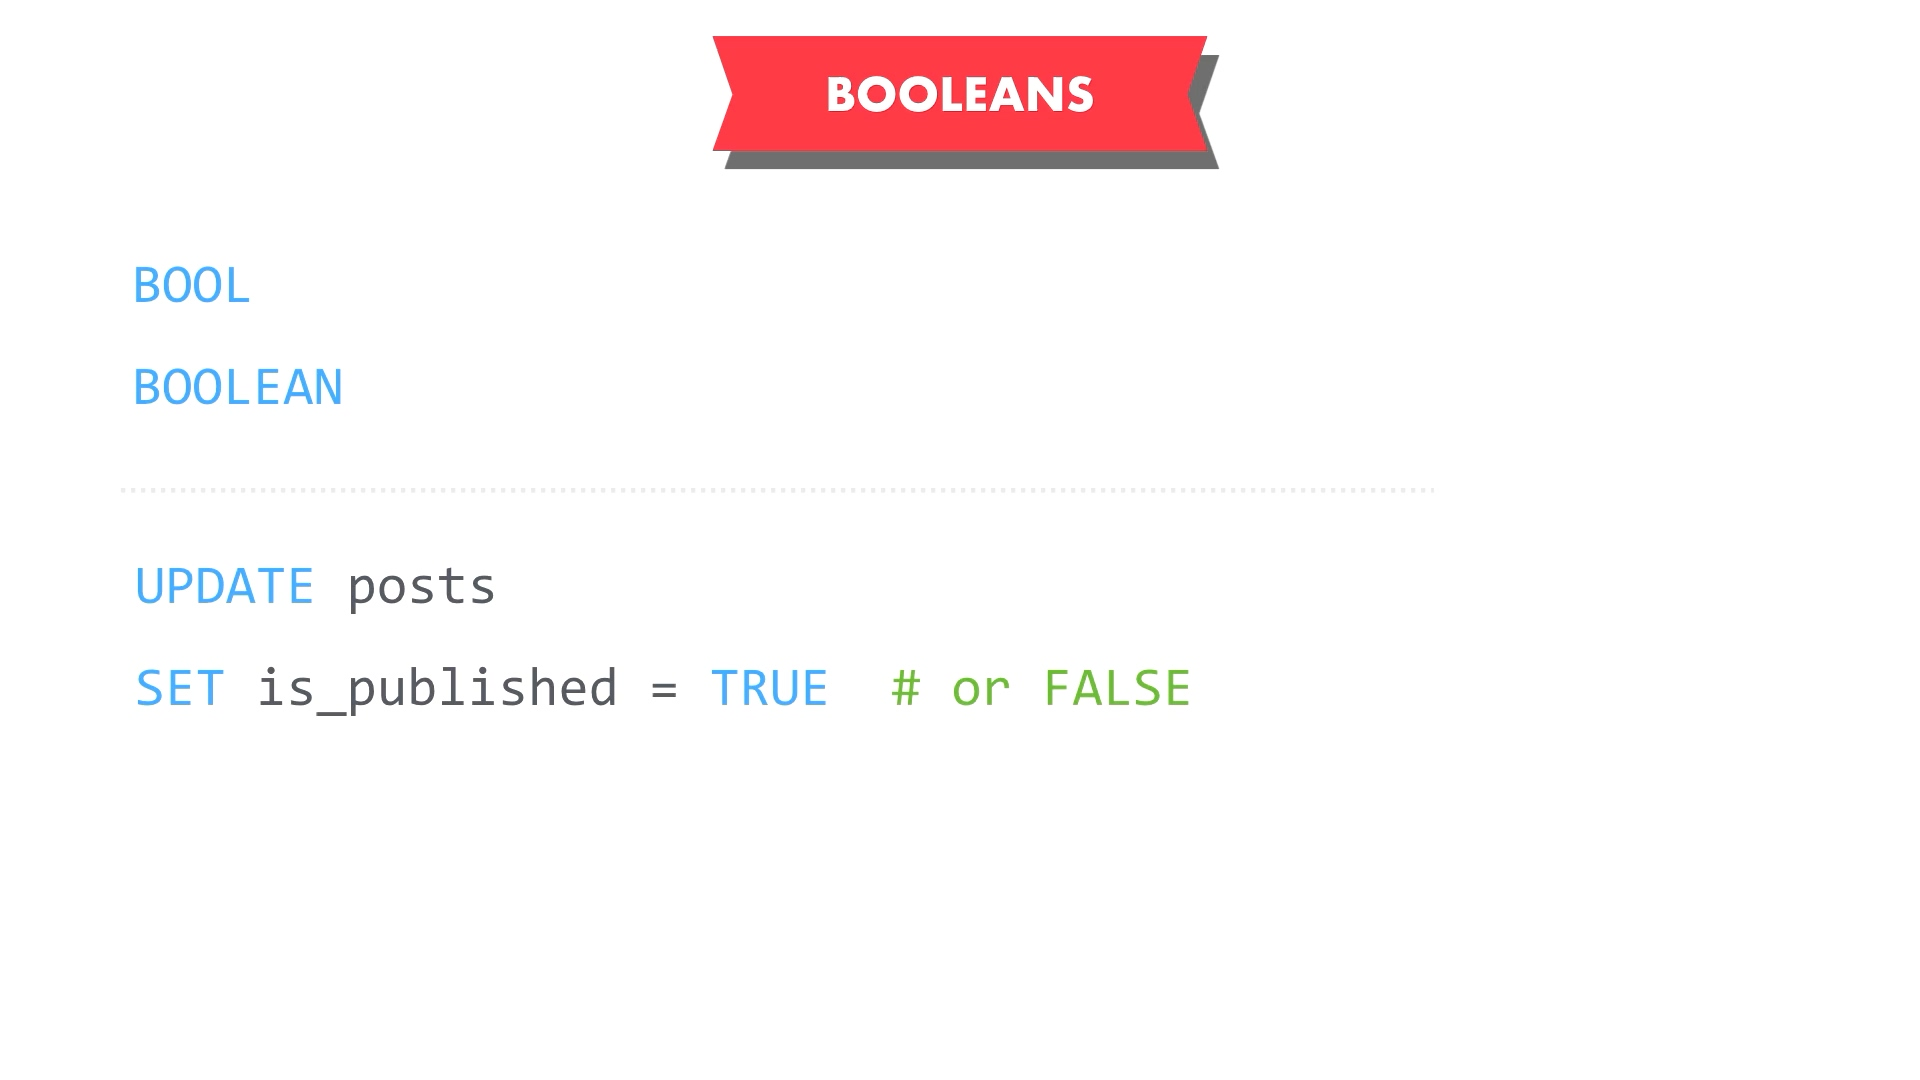 BOOLEANS
BOOL
BOOLEAN
UPDATE posts
SET is_published = TRUE  # or FALSE